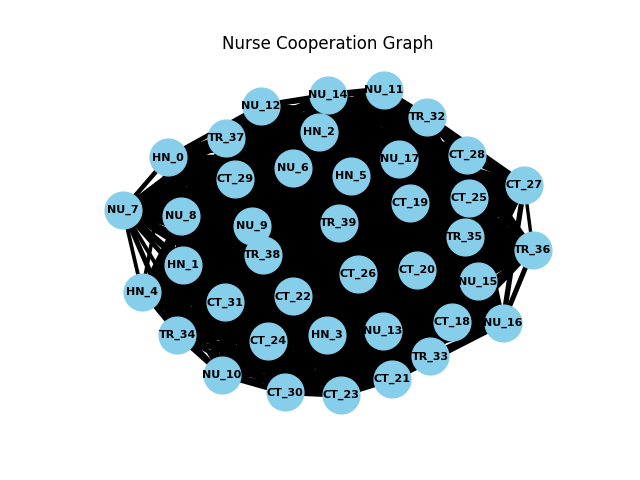 Nurse Cooperation Graph
NU_11
NU_14
NU_12
TR_32
HN_2
TR_37
HN_0
CT_28
NU_17
NU_6
HN_5
CT_29
CT_27
CT_25
CT_19
NU_7
NU_8
TR_39
NU_9
TR_35
TR_36
TR_38
HN_1
CT_20
CT_26
NU_15
HN_4
CT_22
CT_31
CT_18
NU_16
NU_13
HN_3
TR_34
CT_24
TR_33
NU_10
CT_21
CT_30
CT_23